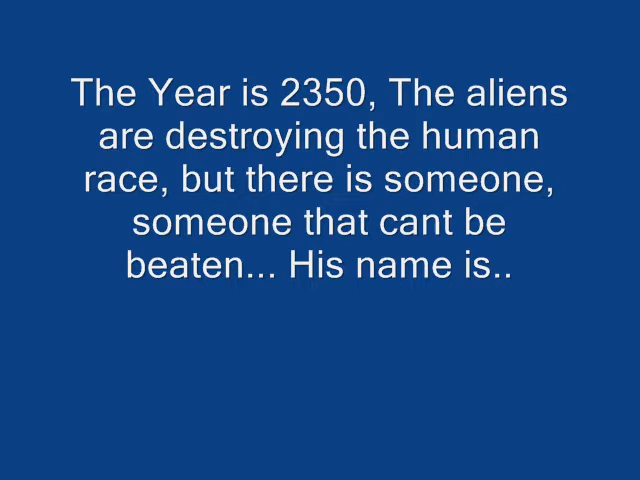 The Year is 2350, The aliens
are destroying the human
race, but there is someone,
someone that cant be
beaten... His name is..